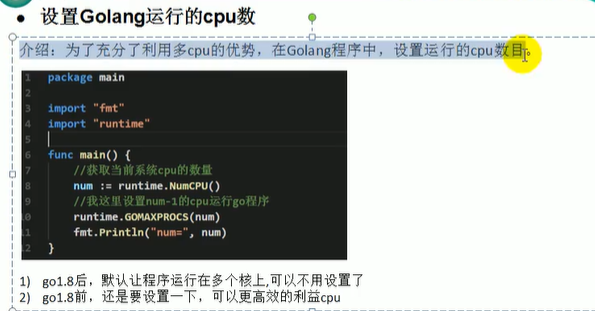 ● 设置Golang运行的cpu数
介绍：为了充分了利用多cpu的优势，在Golang程序中，设置运行的cpu数目。
1 package main
2
3 import "fmt"
4 import "runtime"
5
6 func main() {
7 //获取当前系统cpu的数量
8 num := runtime.NumCPU()
9 //我这里设置num-1的cpu运行go程序
10 runtime.GOMAXPROCS(num)
11 fmt.Println("num=", num)
12 }
1) go1.8后，默认让程序运行在多个核上,可以不用设置了
2) go1.8前，还是要设置一下，可以更高效的利益cpu